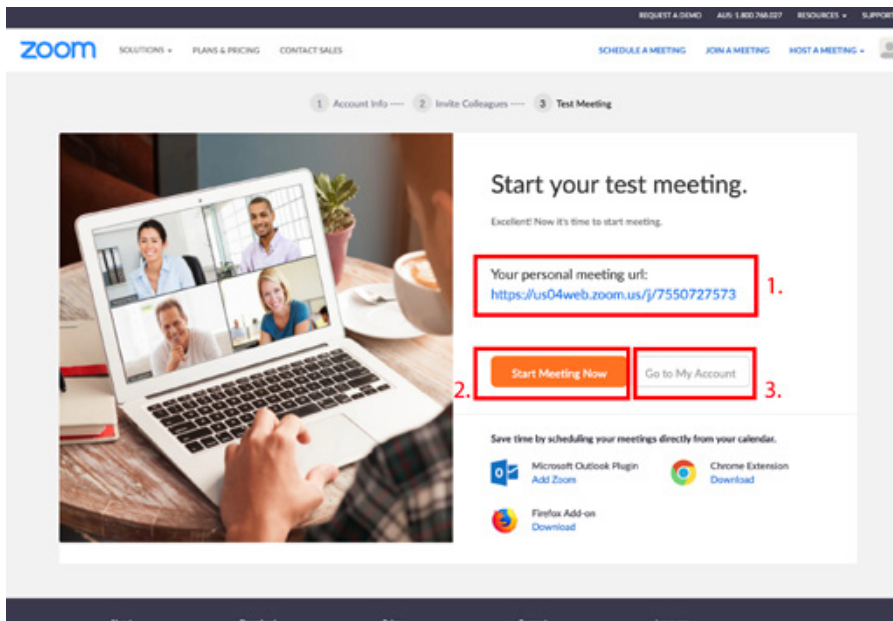 REQUEST A DEMO AUS: 1.800.768.027 RESOURCES SUPPORT
zoom SOLUTIONS PLANS & PRICING CONTACT SALES SCHEDULE A MEETING JOIN A MEETING HOST A MEETING
1 Account Info 2 Invite Colleagues 3 Test Meeting
Start your test meeting.
Excellent! Now it's time to start meeting.
Your personal meeting url:
https://us04web.zoom.us/j/7550727573
1.
2. Start Meeting Now Go to My Account 3.
Save time by scheduling your meetings directly from your calendar.
Microsoft Outlook Plugin Chrome Extension
Add Zoom Download
Firefox Add-on
Download